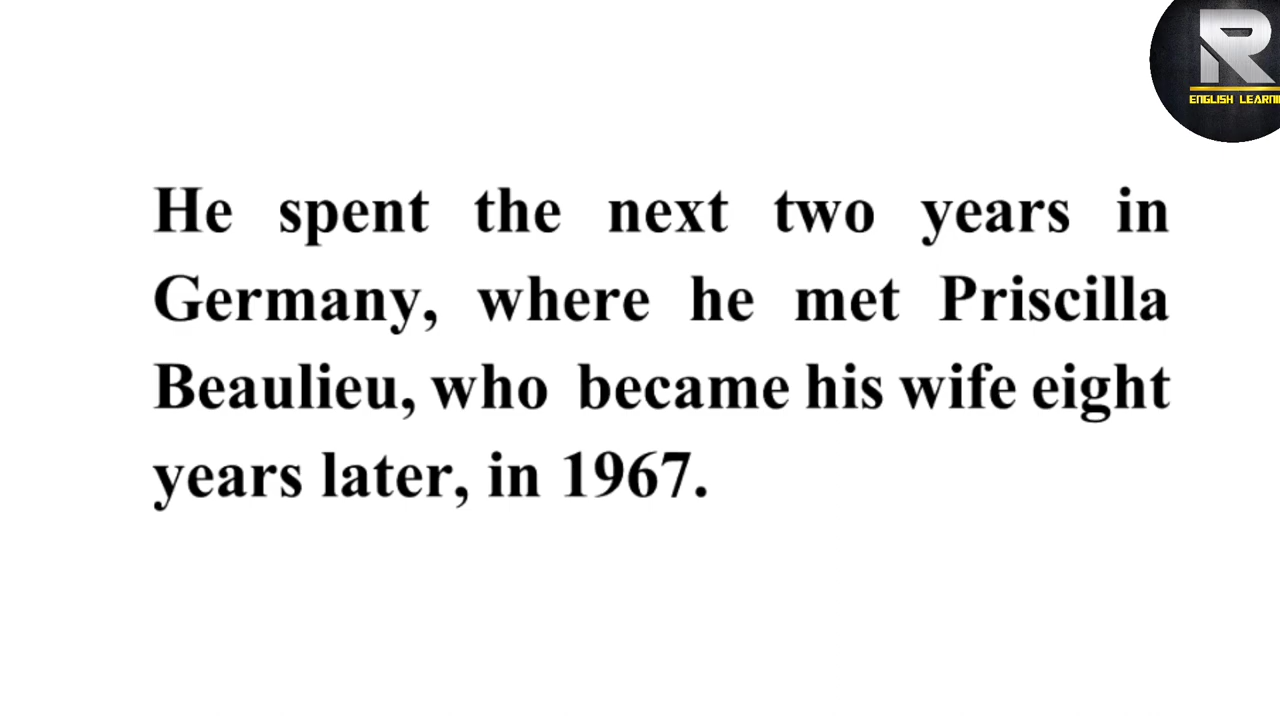 R
ENGLISH LEARNI
He spent the next two years in
Germany, where he met Priscilla
Beaulieu, who became his wife eight
years later, in 1967.